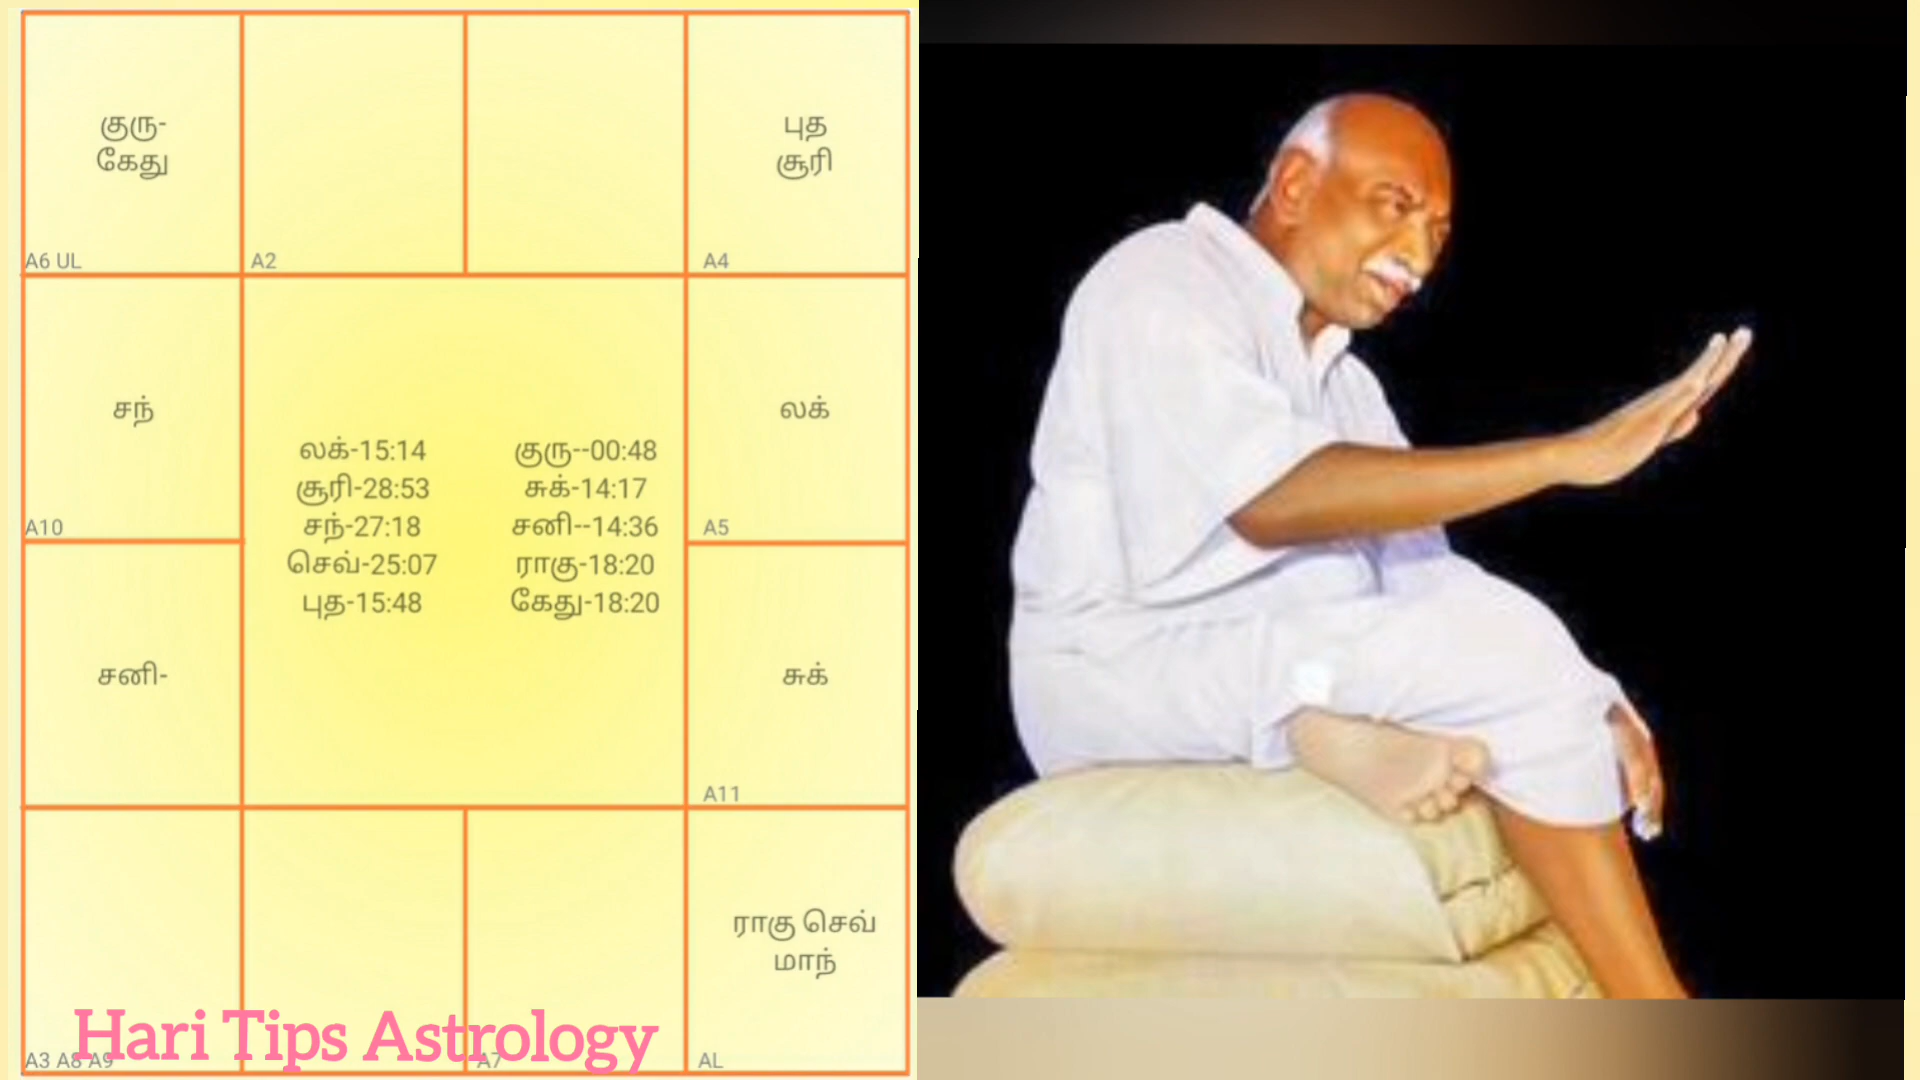 குரு-
கேது
A6 UL
A2
புத
சூரி
A4
சந்
A10
லக்
A5
லக்-15:14
சூரி-28:53
சந்-27:18
செவ்-25:07
புத-15:48
குரு--00:48
சுக்-14:17
சனி--14:36
ராகு-18:20
கேது-18:20
சனி-
சுக்
A11
A3 A8 A9
A7
ராகு செவ்
மாந்
AL
Hari Tips Astrology